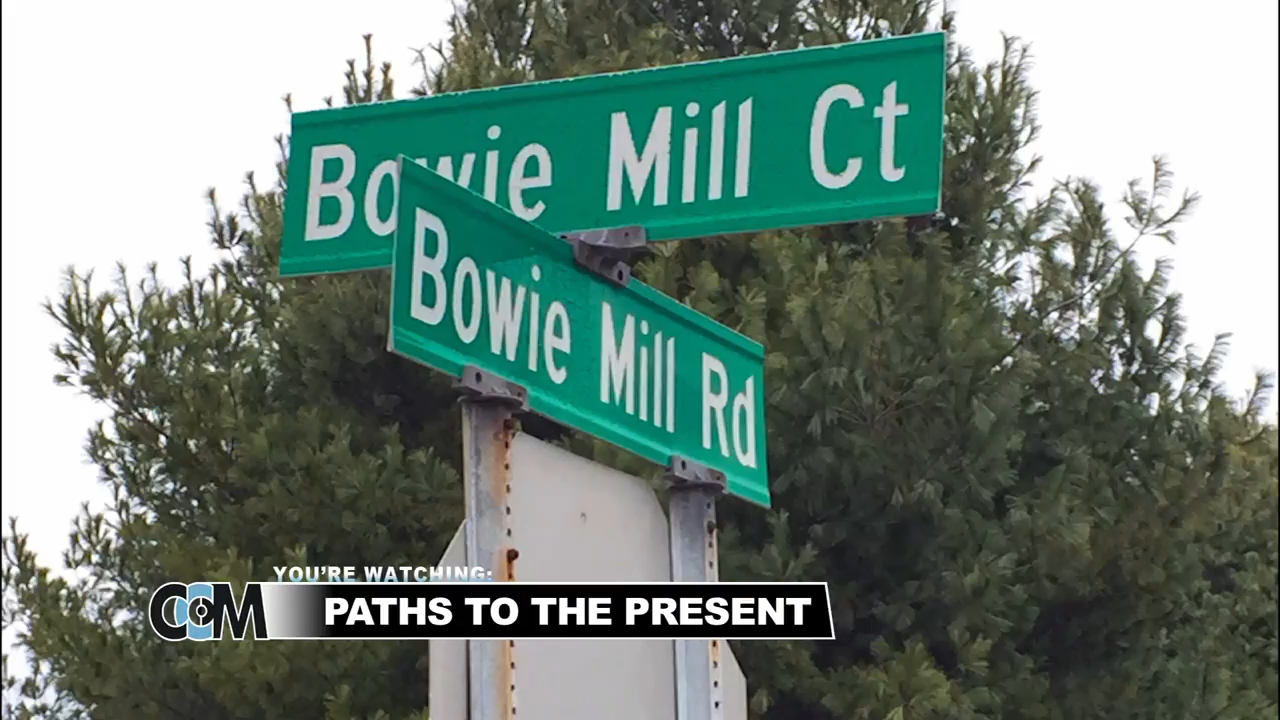 Bowie Mill Ct
Bowie Mill Rd
YOU'RE WATCHING:
CCM PATHS TO THE PRESENT